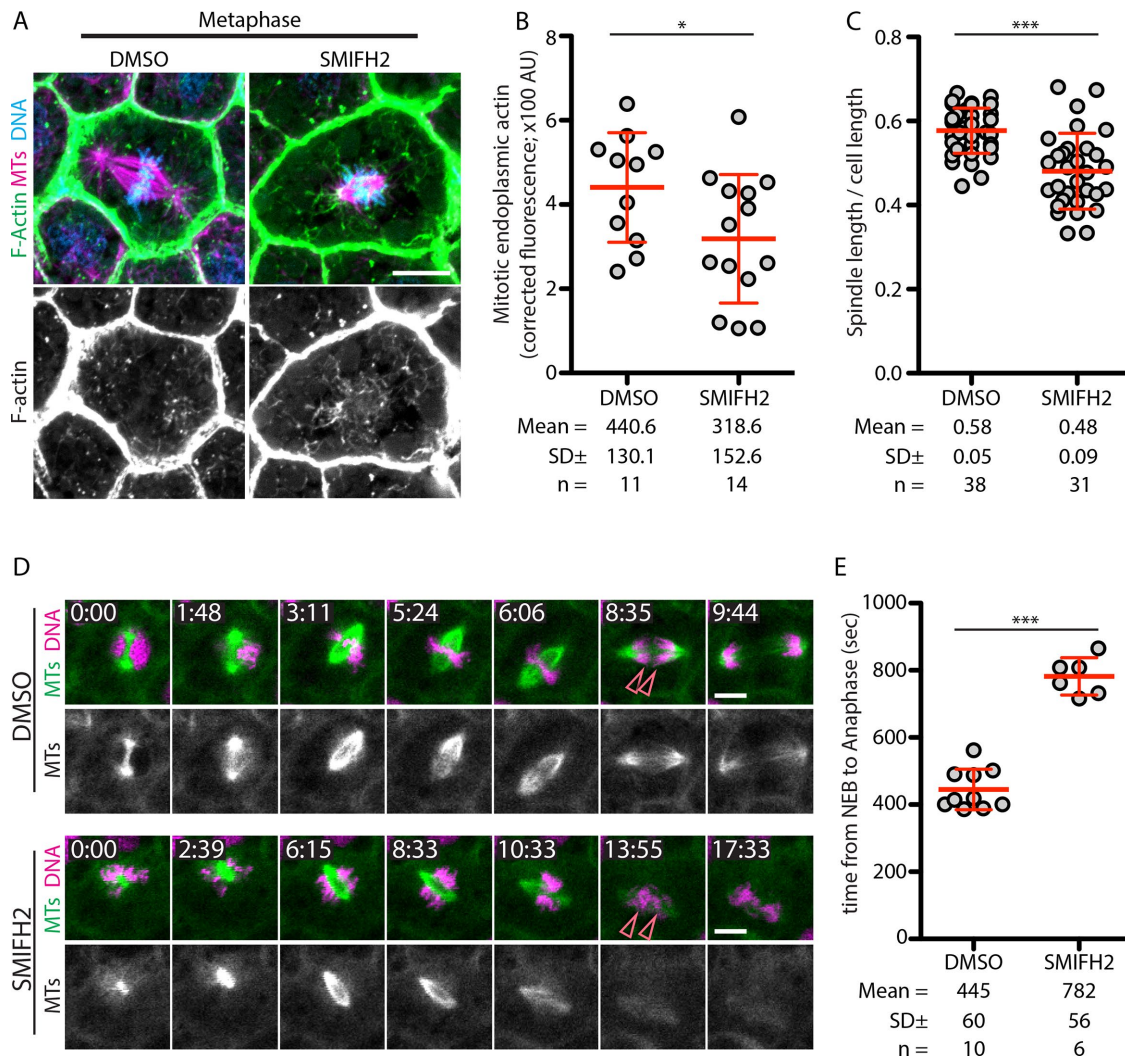 A
Metaphase
DMSO SMIFH2
F-Actin MTs DNA
F-actin
B
*
Mitotic endoplasmic actin
(corrected fluorescence; x100 AU)
8
6
4
2
0
DMSO SMIFH2
Mean = 440.6 318.6
SD± 130.1 152.6
n = 11 14
C
***
Spindle length / cell length
0.8
0.6
0.4
0.2
0.0
DMSO SMIFH2
Mean = 0.58 0.48
SD± 0.05 0.09
n = 38 31
D
DMSO
MTs DNA
0:00 1:48 3:11 5:24 6:06 8:35 9:44
MTs
SMIFH2
MTs DNA
0:00 2:39 6:15 8:33 10:33 13:55 17:33
MTs
E
***
time from NEB to Anaphase (sec)
1000
800
600
400
200
0
DMSO SMIFH2
Mean = 445 782
SD± 60 56
n = 10 6